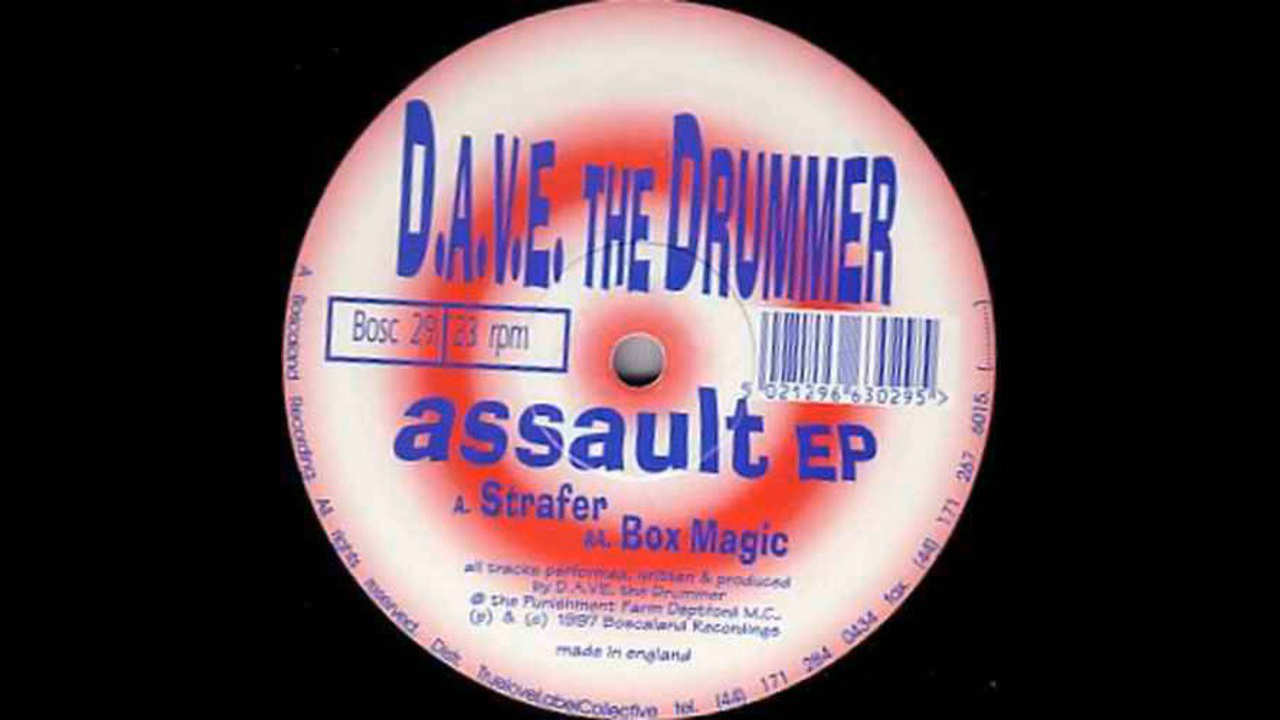 D.A.V.E. THE DRUMMER
Bosc 29 33 rpm
5 021296 630295 >
assault EP
A. Strafer
AA. Box Magic
all tracks performed, written & produced
by D.A.V.E. the Drummer
@ the Punishment Farm Deptford M.C..
(p) & (c) 1997 Boscaland Recordings
made in england
A Boscaland Recording. All rights reserved. Distr. TrueloveLabelCollective tel. (44) 171 284 0434 fax. (44) 171 267 6015. (..........)